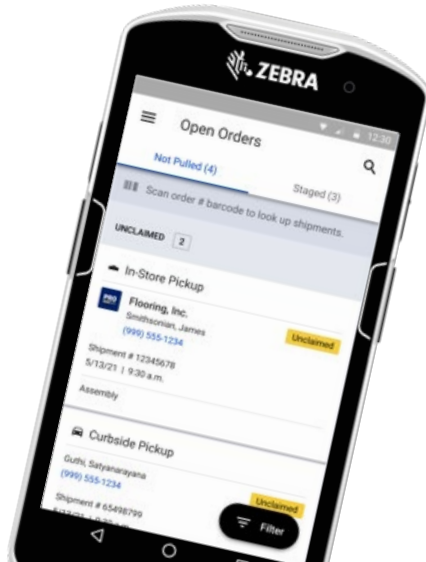 ZEBRA
12:30
Open Orders
Not Pulled (4)
Staged (3)
Scan order # barcode to look up shipments.
UNCLAIMED 2
In-Store Pickup
PRO
Flooring, Inc.
Smithsonian, James
Unclaimed
(999) 555-1234
Shipment # 12345678
5/13/21 | 9:30 a.m.
Assembly
Curbside Pickup
Guthi, Satyanarayana
(999) 555-1234
Unclaimed
Shipment # 65498799
Filter